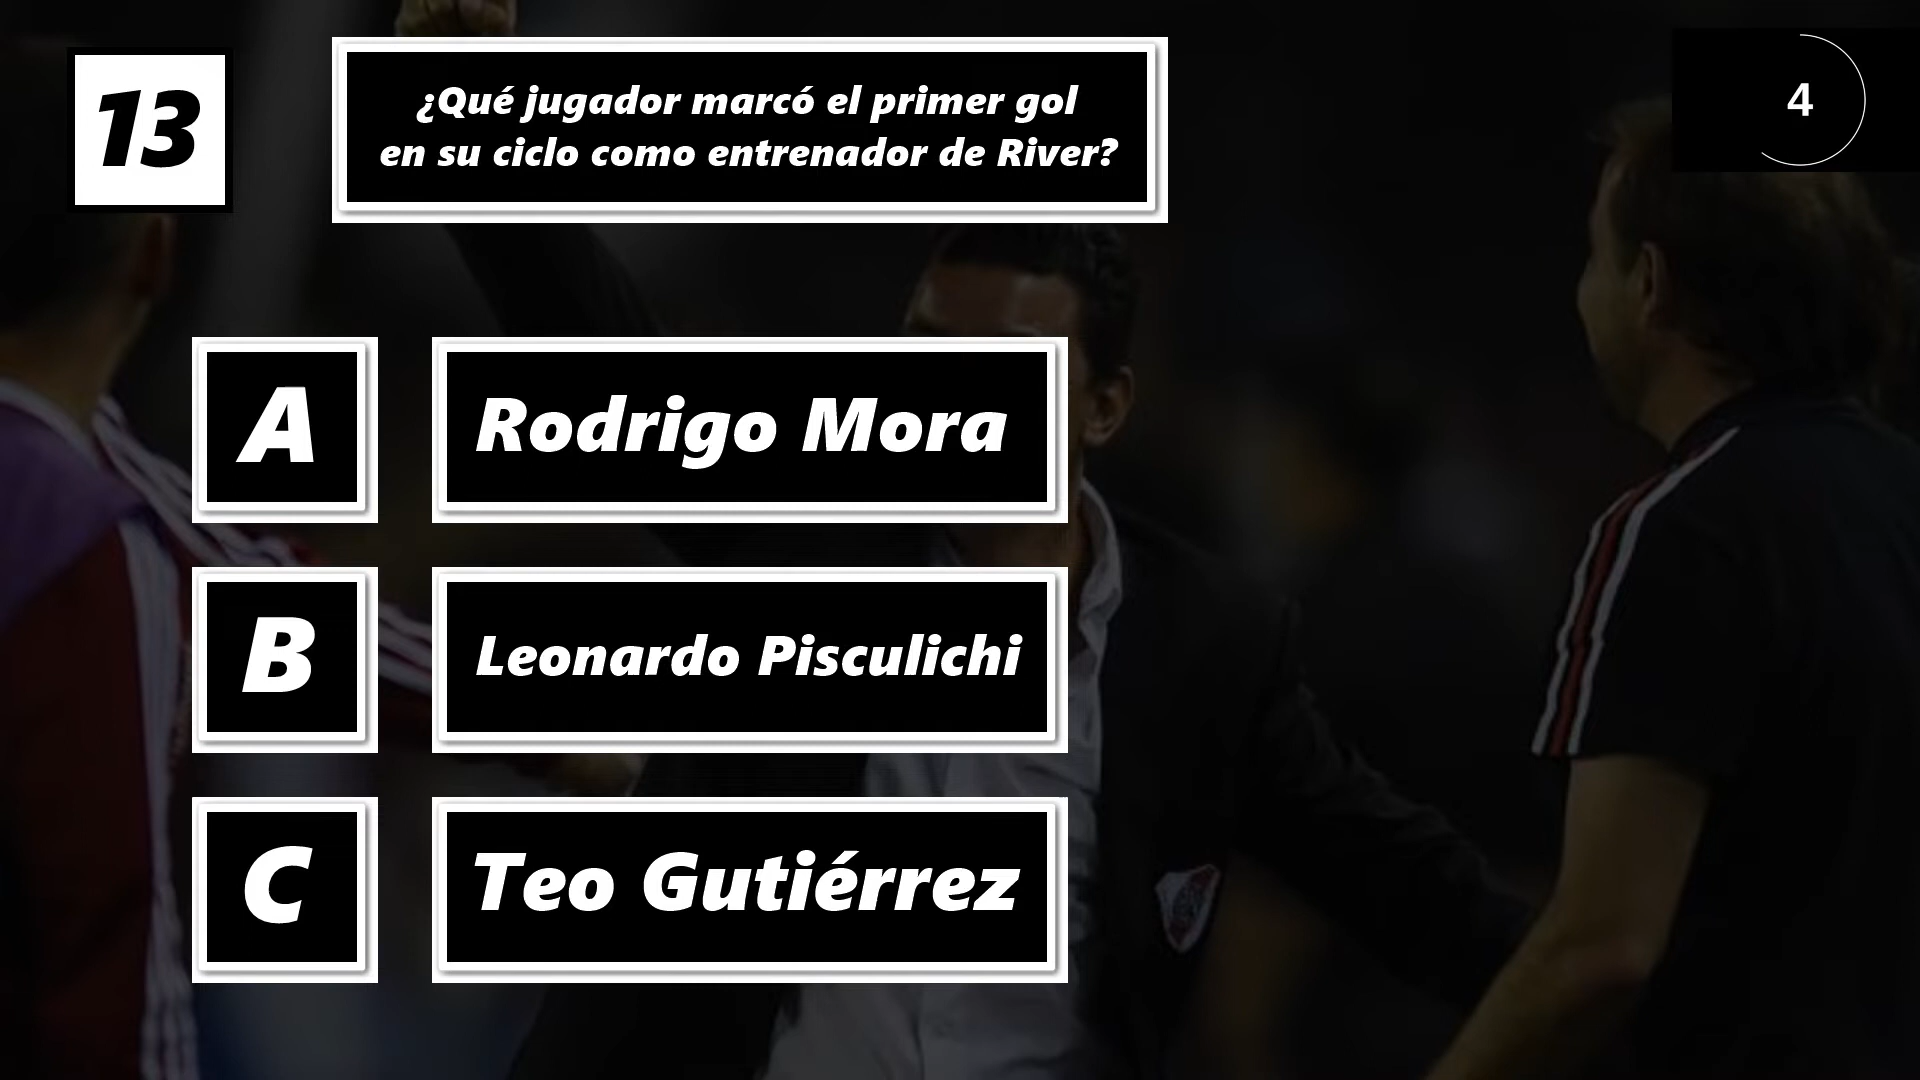 13
¿Qué jugador marcó el primer gol
en su ciclo como entrenador de River?
4
A
Rodrigo Mora
B
Leonardo Pisculichi
C
Teo Gutiérrez